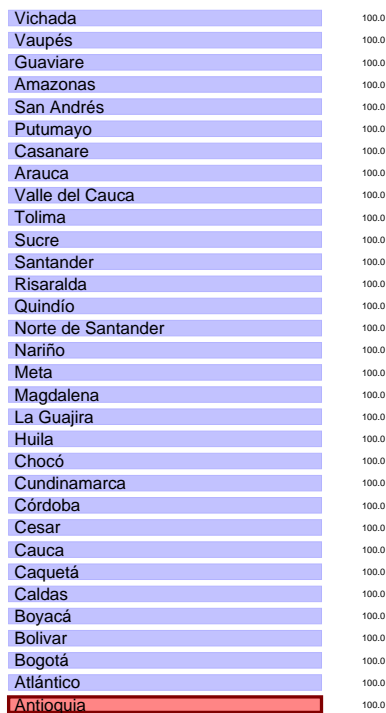 Vichada 100.0
Vaupés 100.0
Guaviare 100.0
Amazonas 100.0
San Andrés 100.0
Putumayo 100.0
Casanare 100.0
Arauca 100.0
Valle del Cauca 100.0
Tolima 100.0
Sucre 100.0
Santander 100.0
Risaralda 100.0
Quindío 100.0
Norte de Santander 100.0
Nariño 100.0
Meta 100.0
Magdalena 100.0
La Guajira 100.0
Huila 100.0
Chocó 100.0
Cundinamarca 100.0
Córdoba 100.0
Cesar 100.0
Cauca 100.0
Caquetá 100.0
Caldas 100.0
Boyacá 100.0
Bolivar 100.0
Bogotá 100.0
Atlántico 100.0
Antioquia 100.0